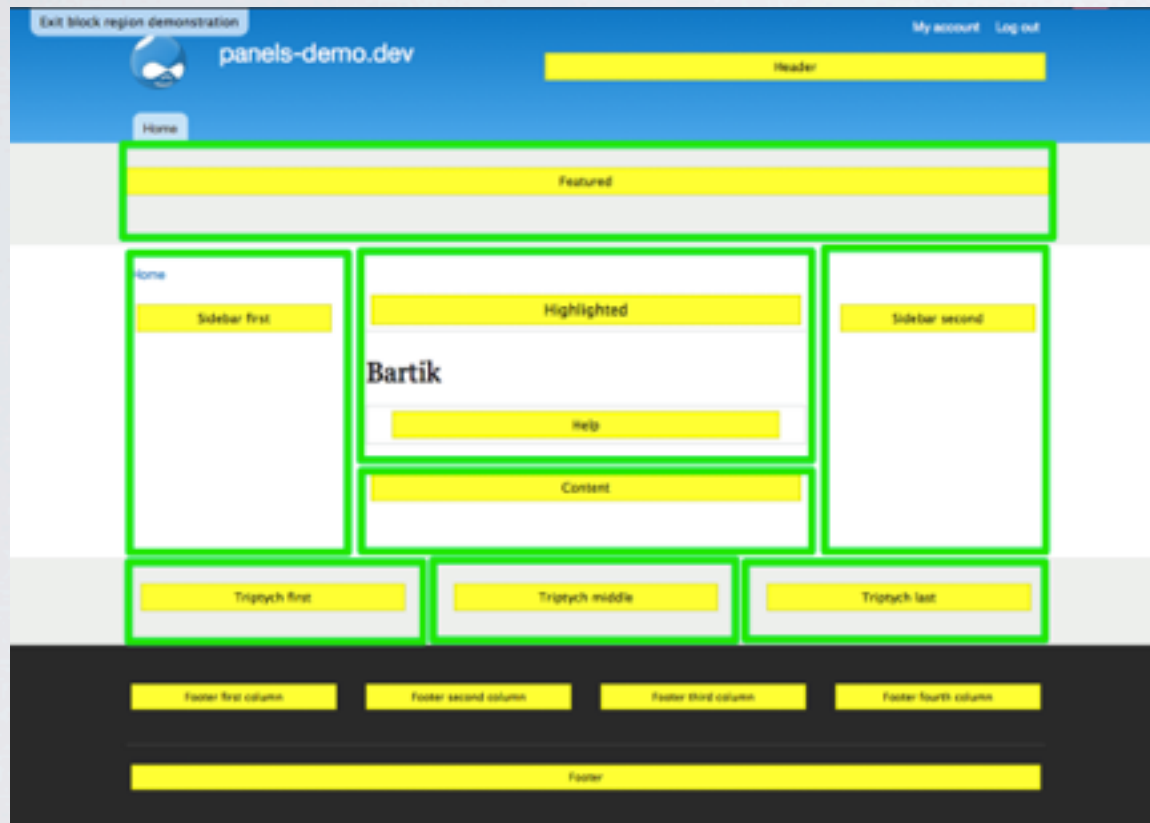 Exit block region demonstration
My account Log out
panels-demo.dev
Header
Home
Featured
Home
Sidebar first
Highlighted
Sidebar second
Bartik
Help
Content
Triptych first
Triptych middle
Triptych last
Footer first column
Footer second column
Footer third column
Footer fourth column
Footer